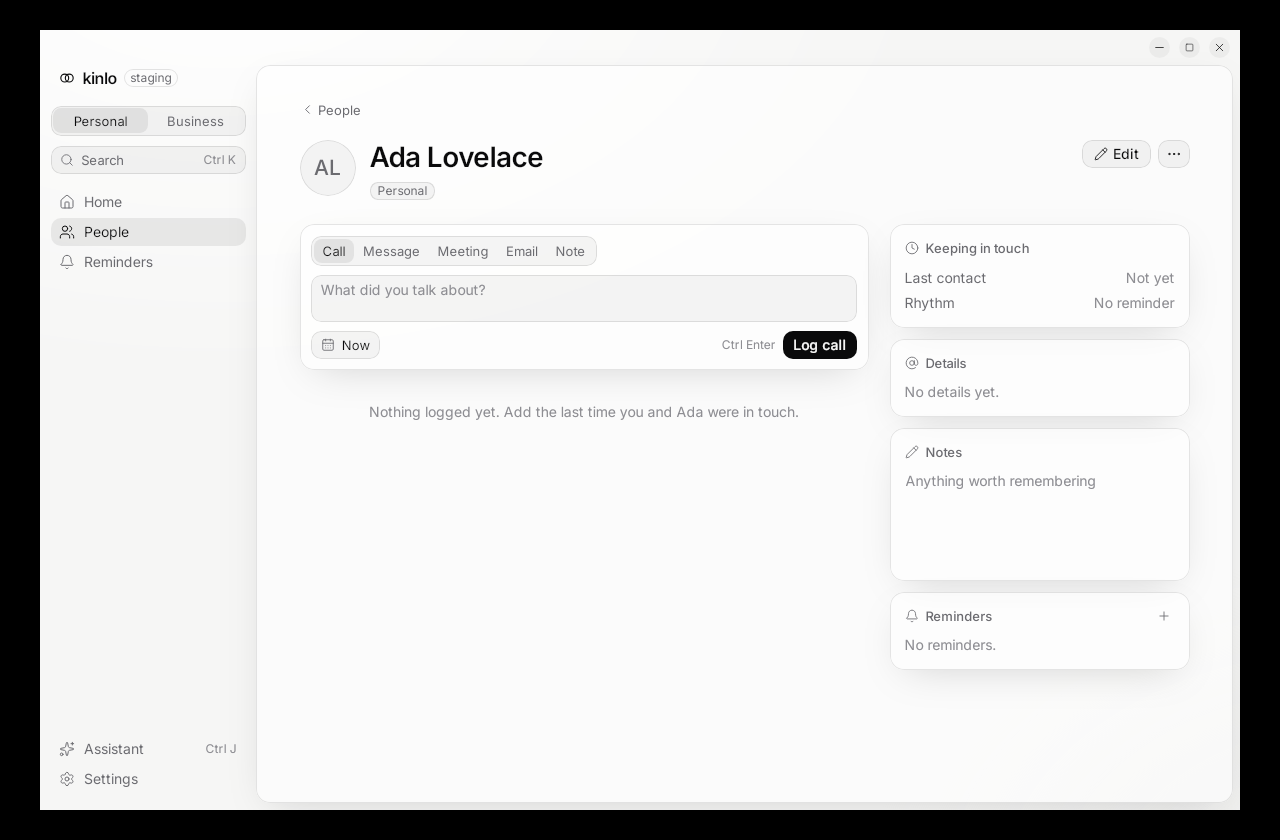 kinlo staging
Personal Business
Search Ctrl K
Home
People
Reminders
Assistant Ctrl J
Settings
People
AL
Ada Lovelace
Personal
Edit
Call Message Meeting Email Note
What did you talk about?
Now
Ctrl Enter Log call
Nothing logged yet. Add the last time you and Ada were in touch.
Keeping in touch
Last contact Not yet
Rhythm No reminder
Details
No details yet.
Notes
Anything worth remembering
Reminders
No reminders.